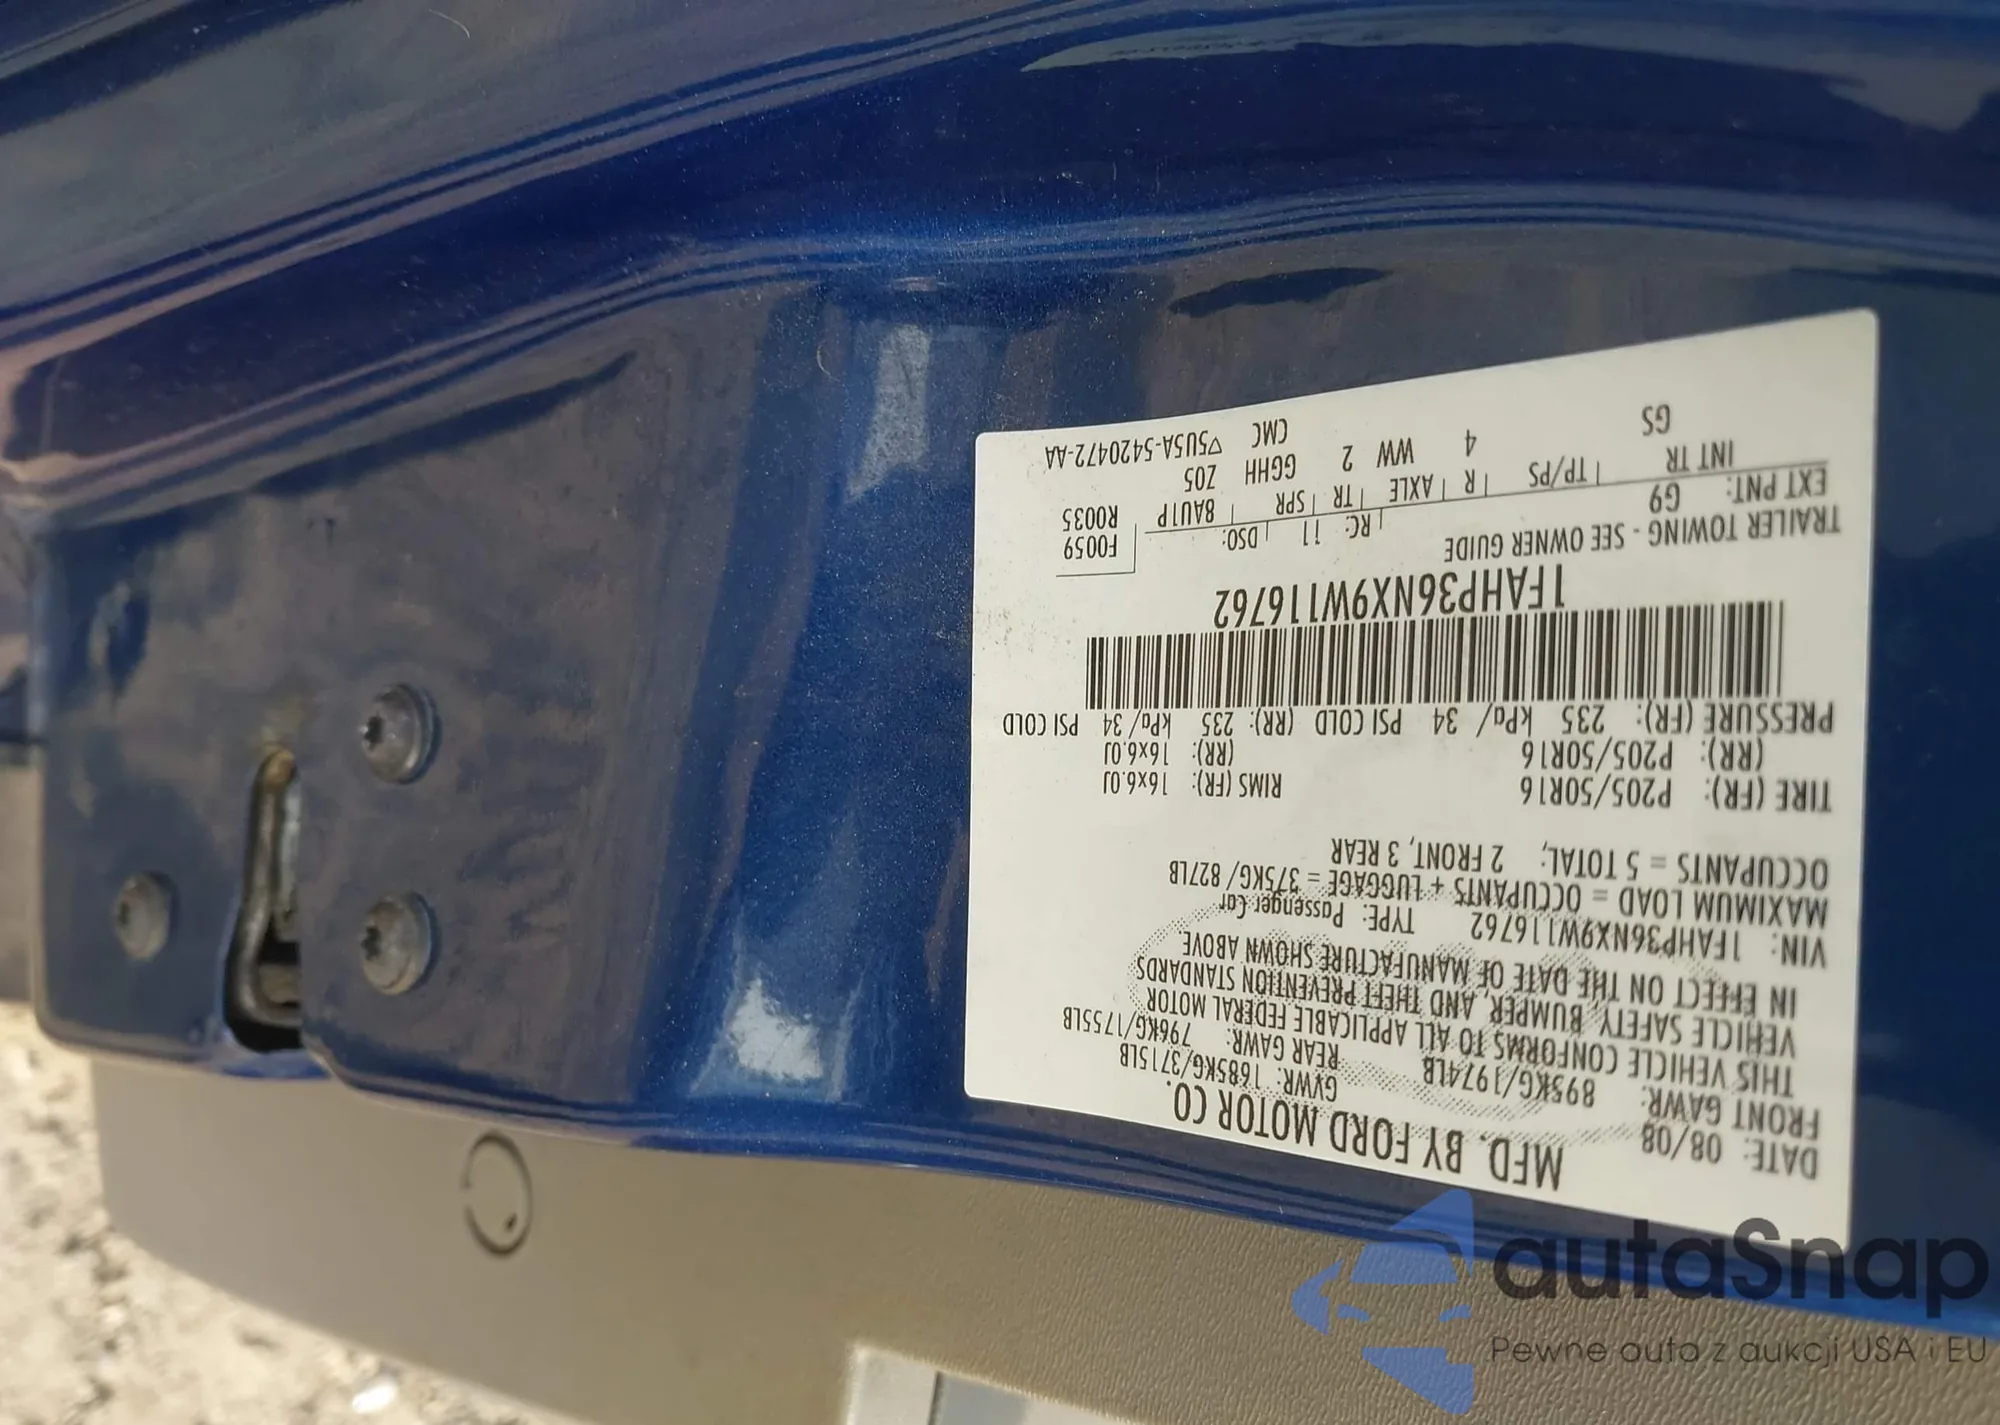 MFD. BY FORD MOTOR CO.
DATE: 08/08 GVWR: 1685KG/3715LB
FRONT GAWR: 895KG/1974LB REAR GAWR: 796KG/1755LB
THIS VEHICLE CONFORMS TO ALL APPLICABLE FEDERAL MOTOR
VEHICLE SAFETY, BUMPER, AND THEFT PREVENTION STANDARDS
IN EFFECT ON THE DATE OF MANUFACTURE SHOWN ABOVE
VIN: 1FAHP36NX9W116762 TYPE: Passenger Car
MAXIMUM LOAD = OCCUPANTS + LUGGAGE = 375KG/ 827LB
OCCUPANTS = 5 TOTAL, 2 FRONT, 3 REAR
TIRE (FR): P205/50R16 RIMS (FR): 16x6.0J
(RR): P205/50R16 (RR): 16x6.0J
PRESSURE (FR): 235 kPa/ 34 PSI COLD (RR): 235 kPa/ 34 PSI COLD
1FAHP36NX9W116762
TRAILER TOWING - SEE OWNER GUIDE F0059
EXT PNT: G9 RC: 11 DSO: R0035
INT TR TP/PS R AXLE TR SPR 8AUTP
GS 4 WW 2 GGHH Z05
CMC ▽5U5A-5420472-AA
autaSnap
Pewne auta z aukcji USA i EU